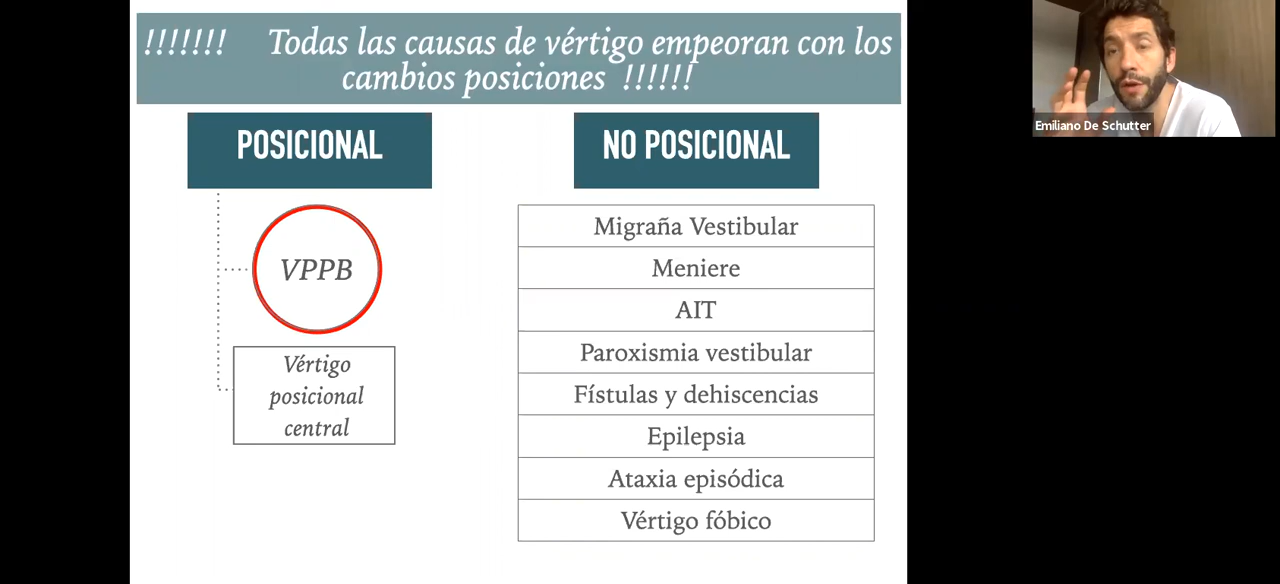 !!!!!!! Todas las causas de vértigo empeoran con los
cambios posiciones !!!!!!
POSICIONAL
NO POSICIONAL
VPPB
Vértigo
posicional
central
Migraña Vestibular
Meniere
AIT
Paroxismia vestibular
Fístulas y dehiscencias
Epilepsia
Ataxia episódica
Vértigo fóbico
Emiliano De Schutter